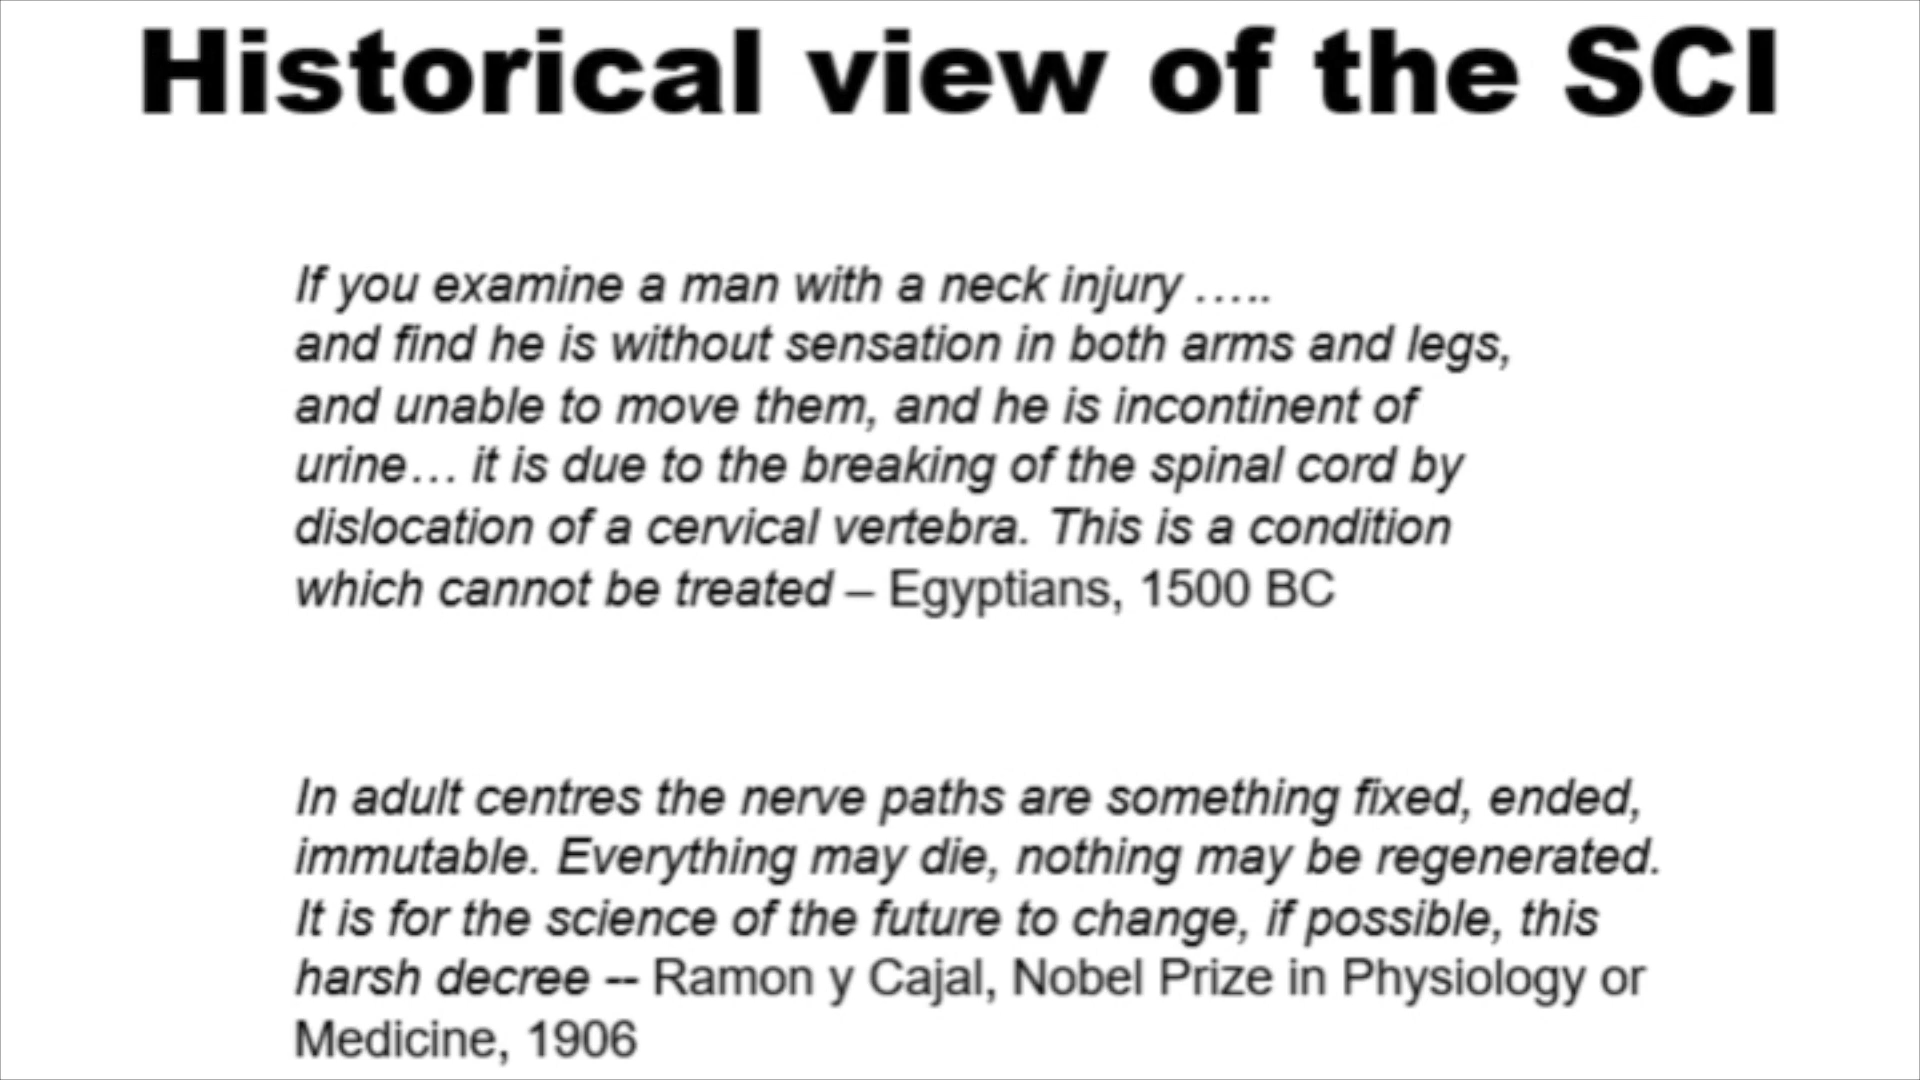 Historical view of the SCI
If you examine a man with a neck injury …..
and find he is without sensation in both arms and legs,
and unable to move them, and he is incontinent of
urine… it is due to the breaking of the spinal cord by
dislocation of a cervical vertebra. This is a condition
which cannot be treated – Egyptians, 1500 BC
In adult centres the nerve paths are something fixed, ended,
immutable. Everything may die, nothing may be regenerated.
It is for the science of the future to change, if possible, this
harsh decree -- Ramon y Cajal, Nobel Prize in Physiology or
Medicine, 1906